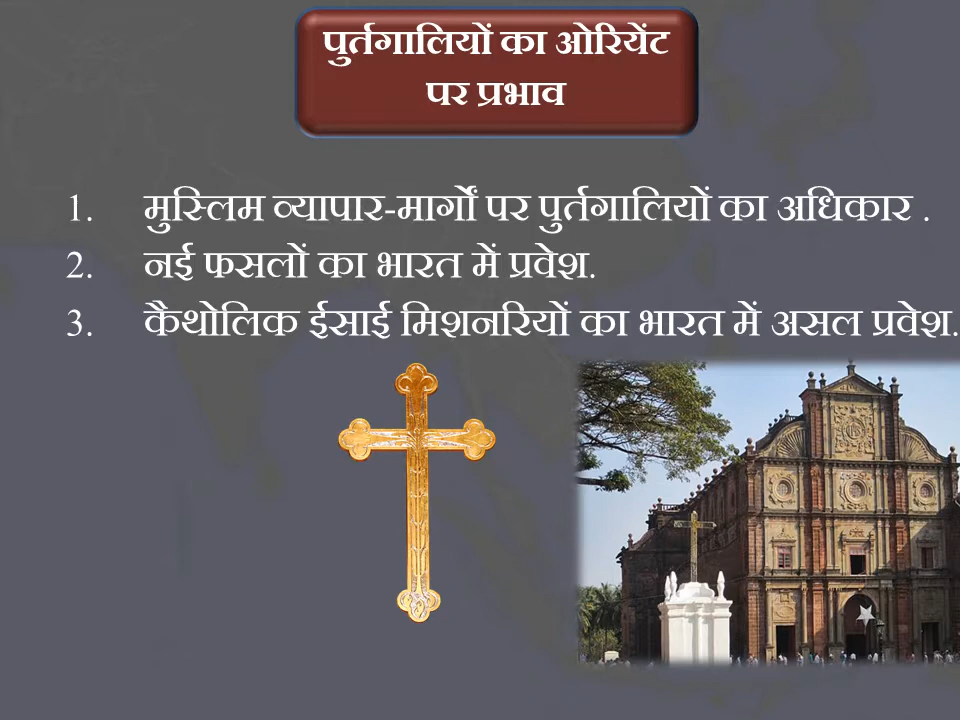 पुर्तगालियों का ओरियेंट
पर प्रभाव
1. मुस्लिम व्यापार-मार्गों पर पुर्तगालियों का अधिकार .
2. नई फसलों का भारत में प्रवेश.
3. कैथोलिक ईसाई मिशनरियों का भारत में असल प्रवेश.